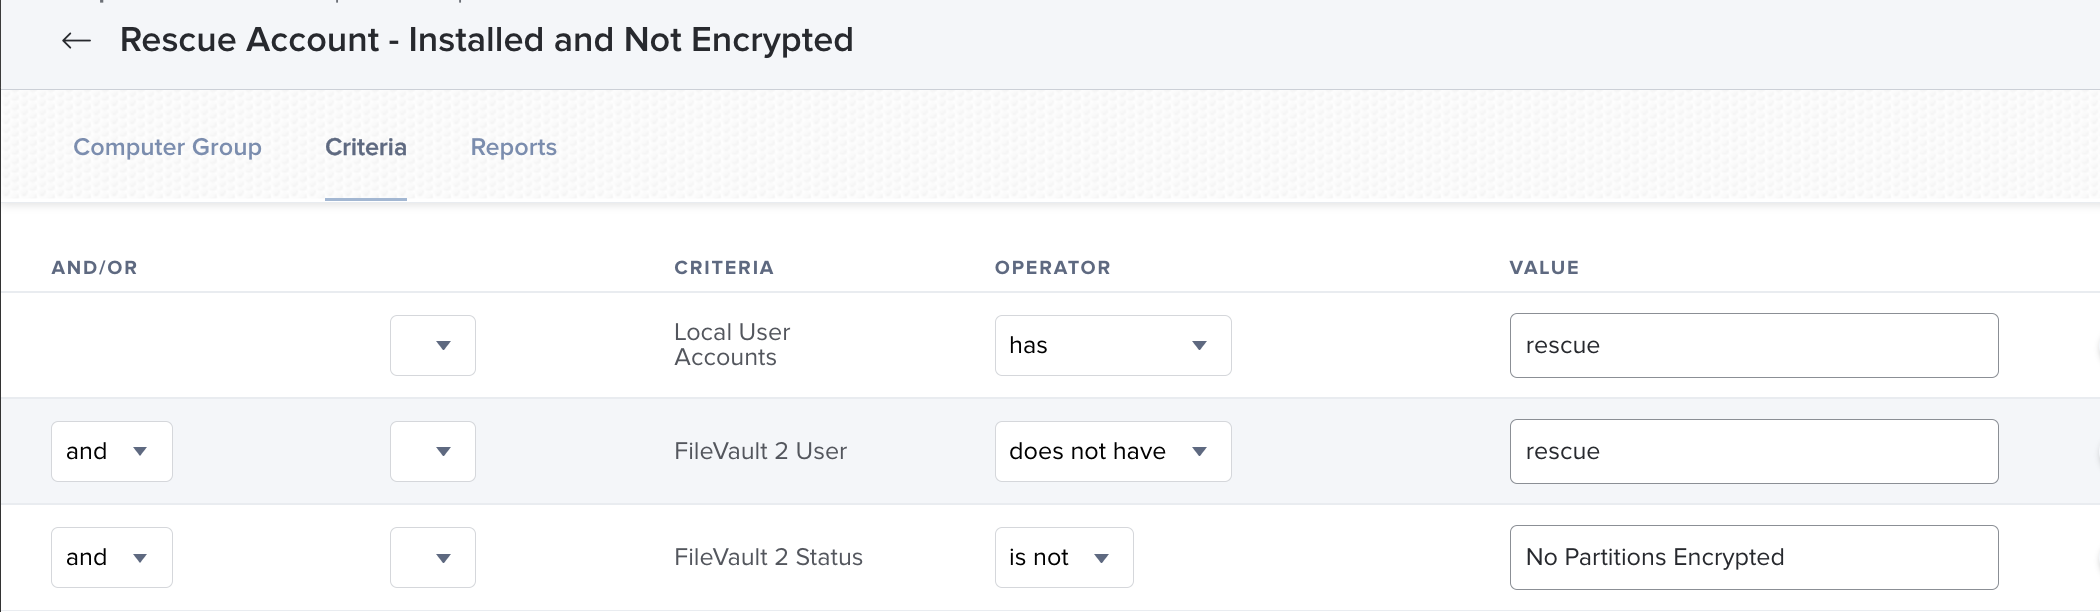 Rescue Account - Installed and Not Encrypted
Computer Group Criteria Reports
AND/OR CRITERIA OPERATOR VALUE
Local User
Accounts
has rescue
and FileVault 2 User does not have rescue
and FileVault 2 Status is not No Partitions Encrypted